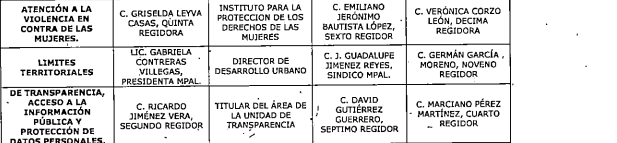 ATENCIÓN A LA
VIOLENCIA EN
CONTRA DE LAS
MUJERES.
C. GRISELDA LEYVA
CASAS, QUINTA
REGIDORA
INSTITUTO PARA LA
PROTECCION DE LOS
DERECHOS DE LAS
MUJERES
C. EMILIANO
JERÓNIMO
BAUTISTA LÓPEZ,
SEXTO REGIDOR
C. VERÓNICA CORZO
LEÓN, DECIMA
REGIDORA
LIMITES
TERRITORIALES
LIC. GABRIELA
CONTRERAS
VILLEGAS,
PRESIDENTA MPAL.
DIRECTOR DE
DESARROLLO URBANO
C. J. GUADALUPE
JIMENEZ REYES,
SINDICO MPAL.
C. GERMÁN GARCÍA
MORENO, NOVENO
REGIDOR
DE TRANSPARENCIA,
ACCESO A LA
INFORMACIÓN
PÚBLICA Y
PROTECCIÓN DE
DATOS PERSONALES.
C. RICARDO
JIMÉNEZ VERA,
SEGUNDO REGIDOR
TITULAR DEL ÁREA DE
LA UNIDAD DE
TRANSPARENCIA
C. DAVID
GUTIÉRREZ
GUERRERO,
SEPTIMO REGIDOR
C. MARCIANO PÉREZ
MARTÍNEZ, CUARTO
REGIDOR